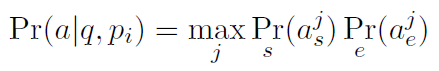 Pr(a|q, p_i) = max_j Pr_s(a_s^j) Pr_e(a_e^j)